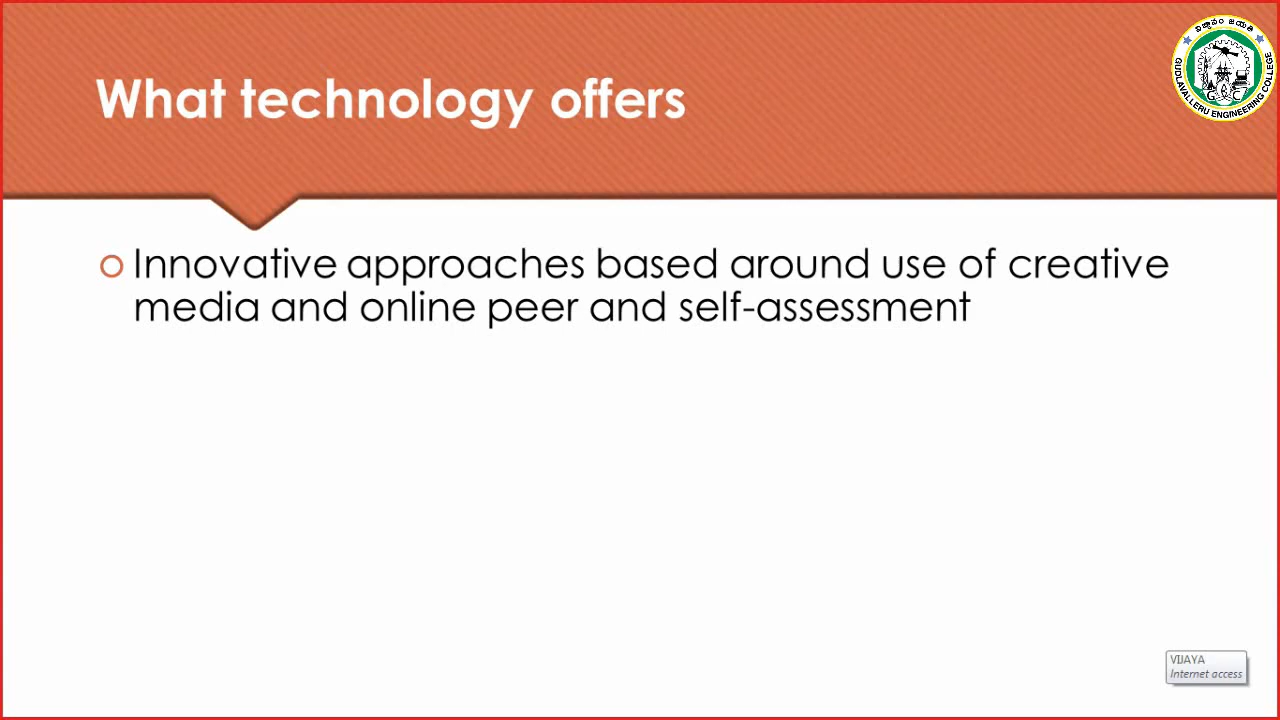 What technology offers
విజ్ఞానం జయతి
GUDLAVALLERU ENGINEERING COLLEGE
Innovative approaches based around use of creative
media and online peer and self-assessment
VIJAYA
Internet access